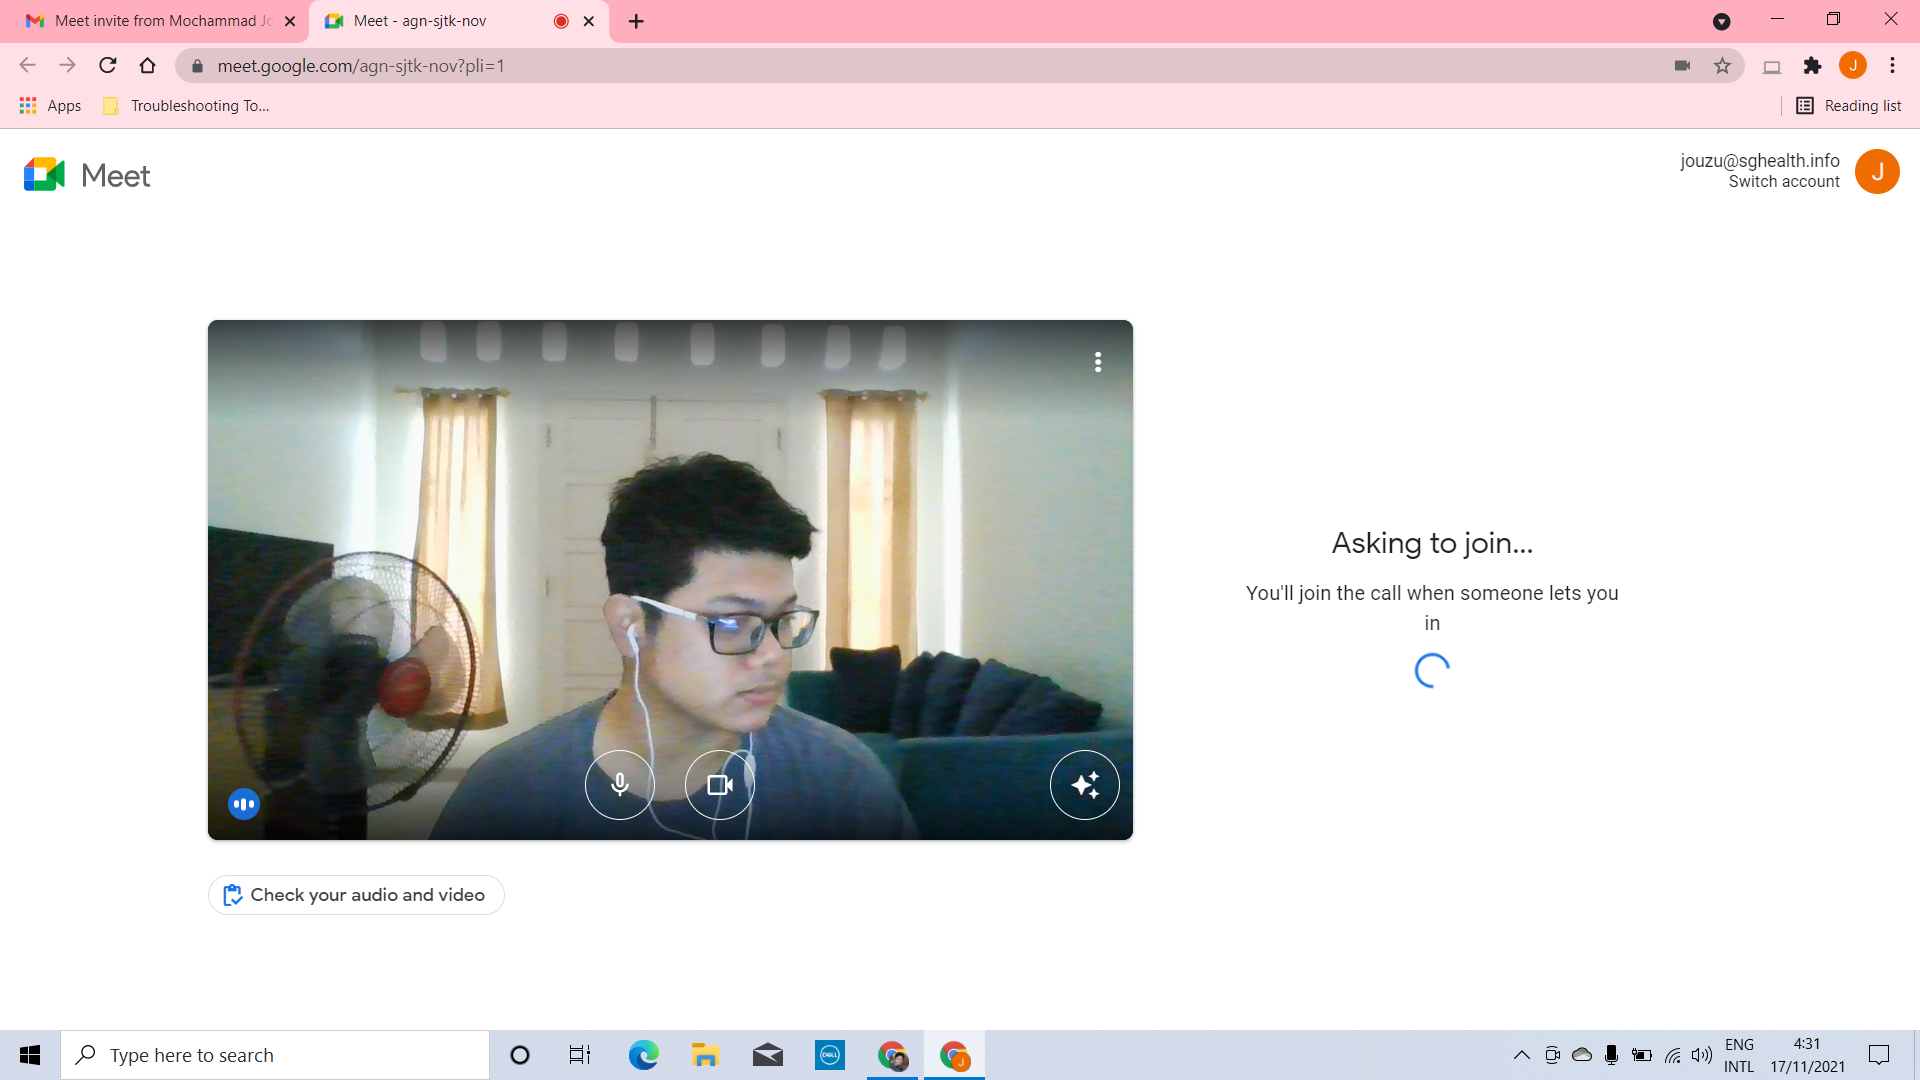 Meet invite from Mochammad Jo
Meet - agn-sjtk-nov
meet.google.com/agn-sjtk-nov?pli=1
J
Apps
Troubleshooting To...
Reading list
Meet
jouzu@sghealth.info
Switch account
J
Asking to join...
You'll join the call when someone lets you
in
Check your audio and video
Type here to search
DELL
J
ENG
INTL
4:31
17/11/2021